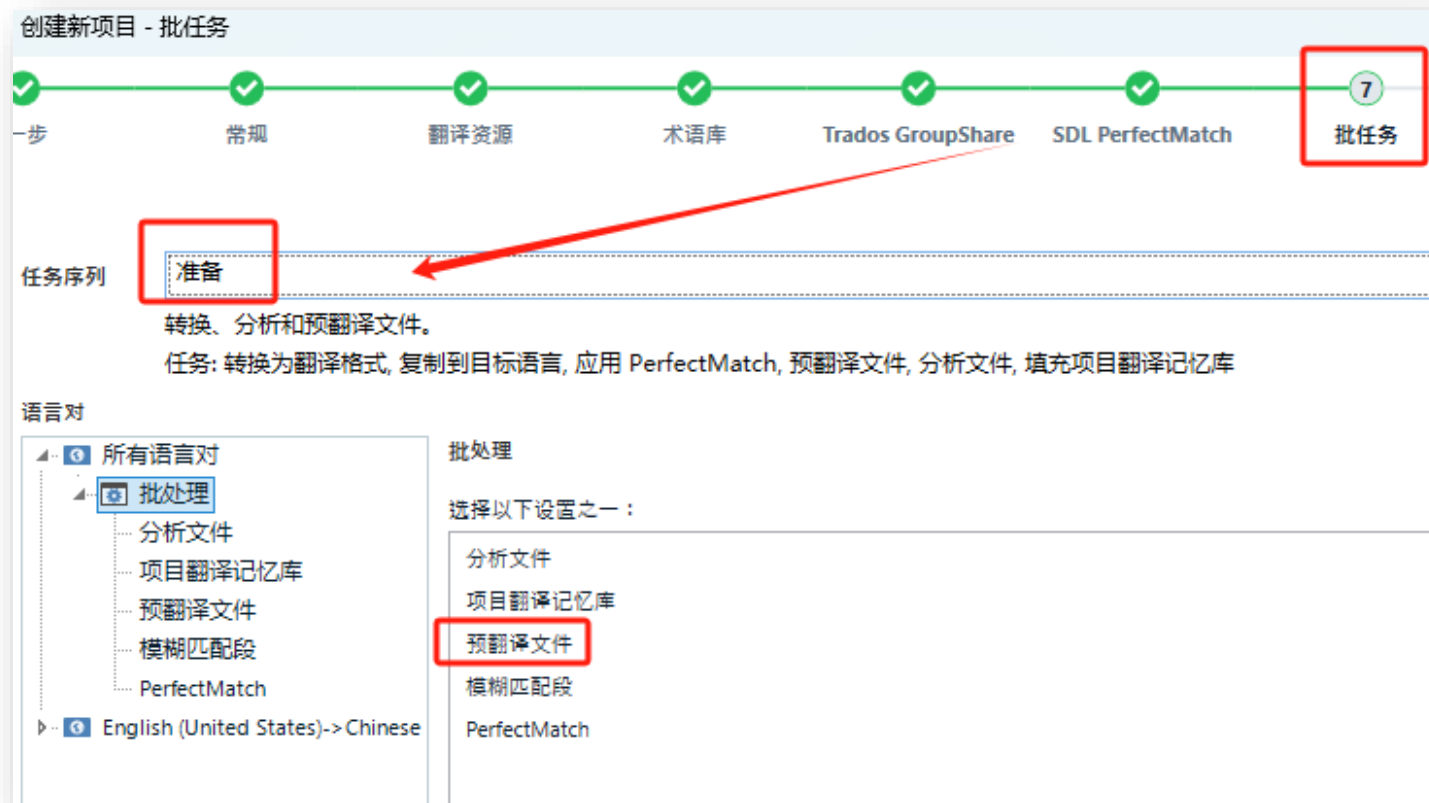 创建新项目 - 批任务
7
一步 常规 翻译资源 术语库 Trados GroupShare SDL PerfectMatch 批任务
任务序列 准备
转换、分析和预翻译文件。
任务: 转换为翻译格式, 复制到目标语言, 应用 PerfectMatch, 预翻译文件, 分析文件, 填充项目翻译记忆库
语言对
所有语言对
批处理
分析文件
项目翻译记忆库
预翻译文件
模糊匹配段
PerfectMatch
English (United States)->Chinese
批处理
选择以下设置之一：
分析文件
项目翻译记忆库
预翻译文件
模糊匹配段
PerfectMatch